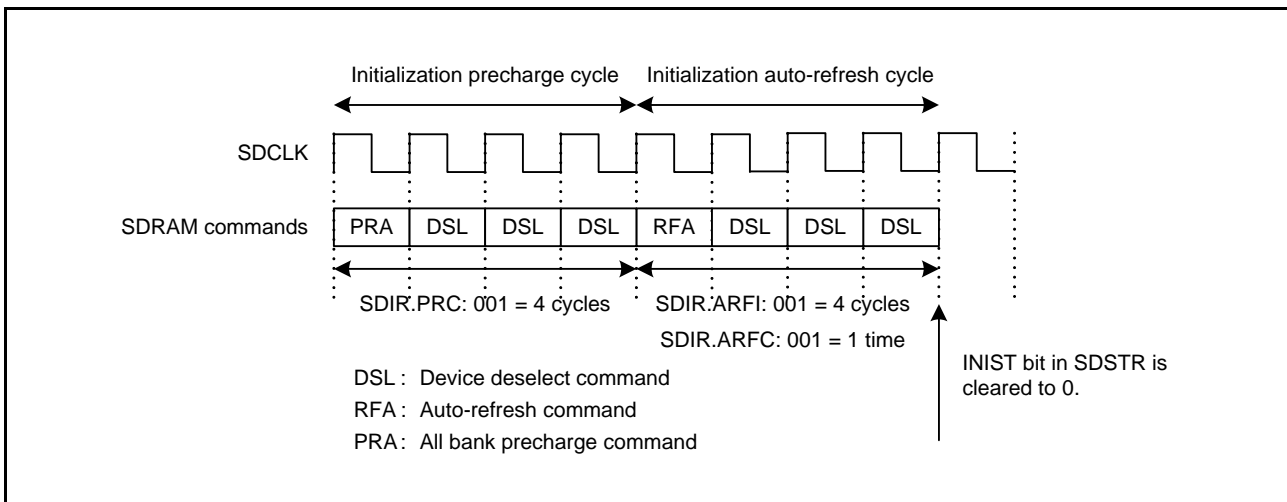 Initialization precharge cycle Initialization auto-refresh cycle
SDCLK
SDRAM commands PRA DSL DSL DSL RFA DSL DSL DSL
SDIR.PRC: 001 = 4 cycles SDIR.ARFI: 001 = 4 cycles
SDIR.ARFC: 001 = 1 time
INIST bit in SDSTR is
cleared to 0.
DSL : Device deselect command
RFA : Auto-refresh command
PRA : All bank precharge command